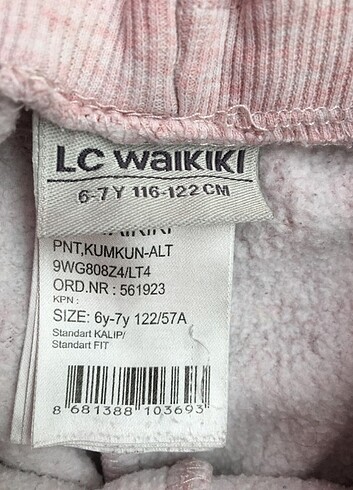 LC WAIKIKI
6-7 Y 116-122 CM
PNT,KUMKUN-ALT
9WG808Z4/LT4
ORD.NR : 561923
KPN :
SIZE: 6y-7y 122/57A
Standart KALIP/
Standart FIT
8 681388 103693